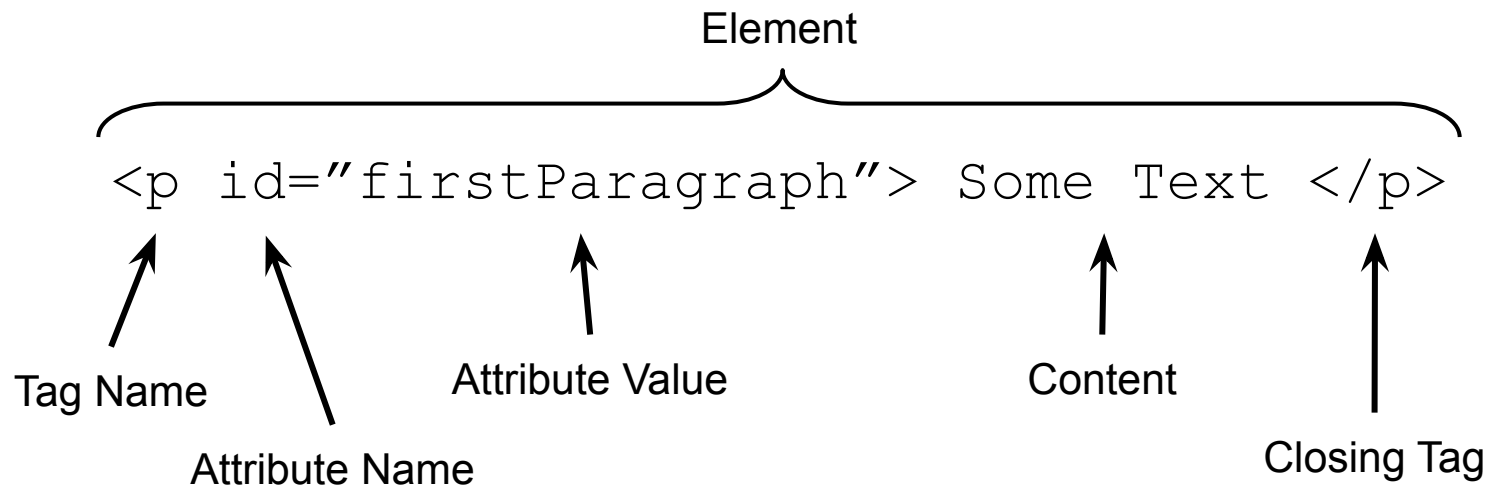 Element
<p id=”firstParagraph”> Some Text </p>
Tag Name
Attribute Value
Content
Attribute Name
Closing Tag